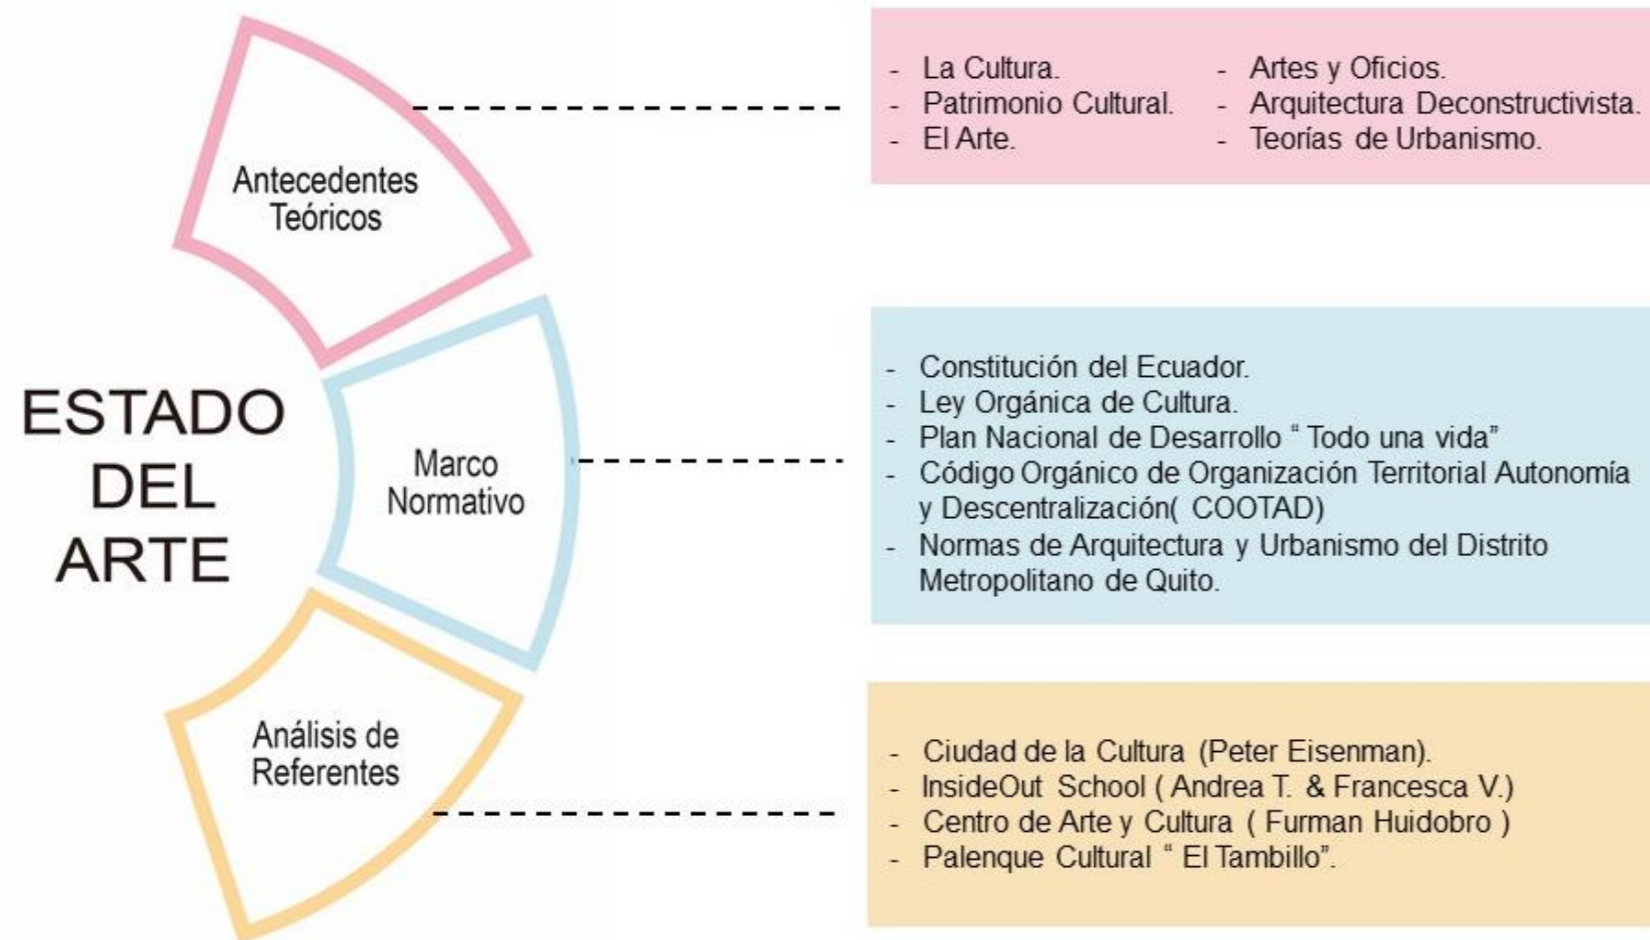 ESTADO
DEL
ARTE
Antecedentes
Teóricos
- La Cultura.
- Patrimonio Cultural.
- El Arte.
- Artes y Oficios.
- Arquitectura Deconstructivista.
- Teorías de Urbanismo.
Marco
Normativo
- Constitución del Ecuador.
- Ley Orgánica de Cultura.
- Plan Nacional de Desarrollo “ Todo una vida”
- Código Orgánico de Organización Territorial Autonomía
y Descentralización( COOTAD)
- Normas de Arquitectura y Urbanismo del Distrito
Metropolitano de Quito.
Análisis de
Referentes
- Ciudad de la Cultura (Peter Eisenman).
- InsideOut School ( Andrea T. & Francesca V.)
- Centro de Arte y Cultura ( Furman Huidobro )
- Palenque Cultural “ El Tambillo”.